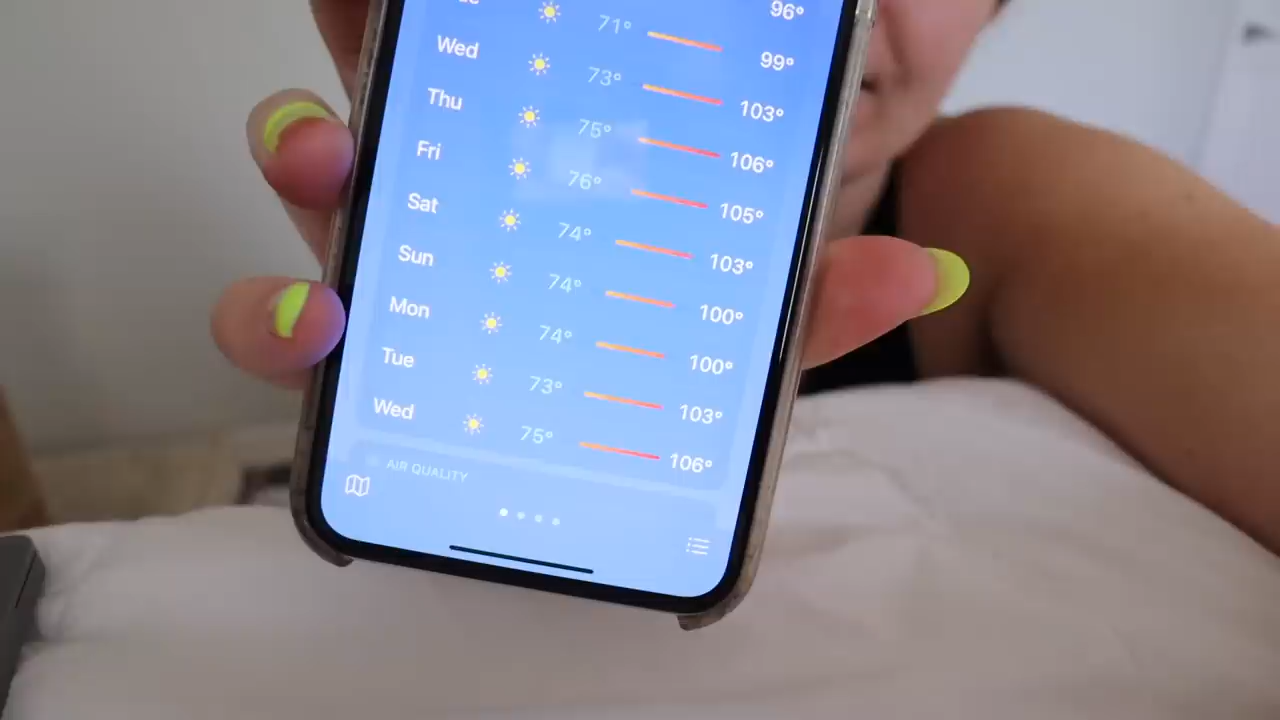 96°
71° 99°
Wed 73° 103°
Thu 75° 106°
Fri 76° 105°
Sat 74° 103°
Sun 74° 100°
Mon 74° 100°
Tue 73° 103°
Wed 75° 106°
AIR QUALITY